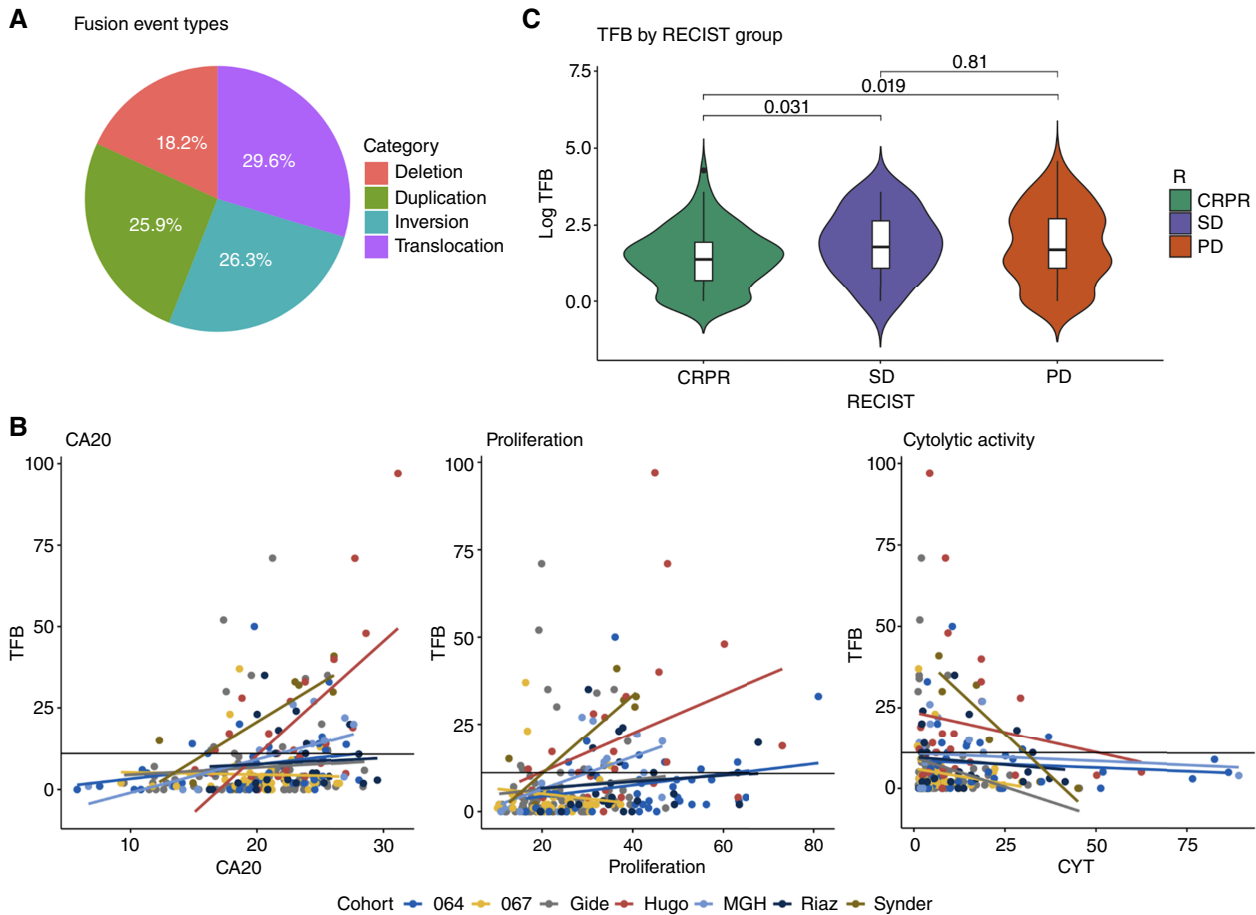 A
Fusion event types
18.2%
29.6%
25.9%
26.3%
Category
Deletion
Duplication
Inversion
Translocation
C
TFB by RECIST group
0.81
0.019
0.031
7.5
5.0
2.5
0.0
Log TFB
CRPR
SD
PD
RECIST
R
CRPR
SD
PD
B
CA20
100
75
50
25
0
TFB
10
20
30
CA20
Proliferation
100
75
50
25
0
TFB
20
40
60
80
Proliferation
Cytolytic activity
100
75
50
25
0
TFB
0
25
50
75
CYT
Cohort 064 067 Gide Hugo MGH Riaz Synder